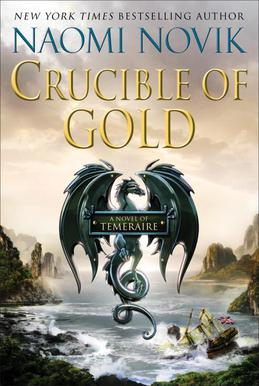 NEW YORK TIMES BESTSELLING AUTHOR
NAOMI NOVIK
CRUCIBLE OF
GOLD
A NOVEL OF
TEMERAIRE